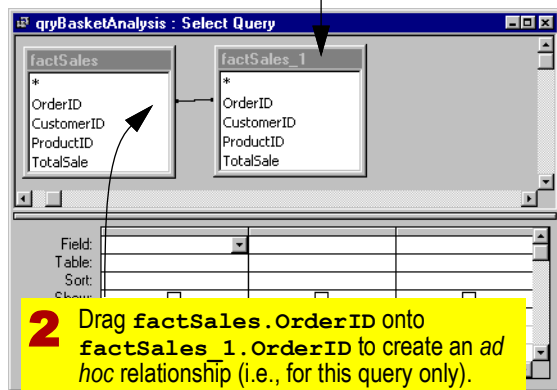 qryBasketAnalysis : Select Query
factSales
*
OrderID
CustomerID
ProductID
TotalSale
factSales_1
*
OrderID
CustomerID
ProductID
TotalSale
Field:
Table:
Sort:
Show:
2 Drag factSales.OrderID onto
factSales_1.OrderID to create an ad
hoc relationship (i.e., for this query only).